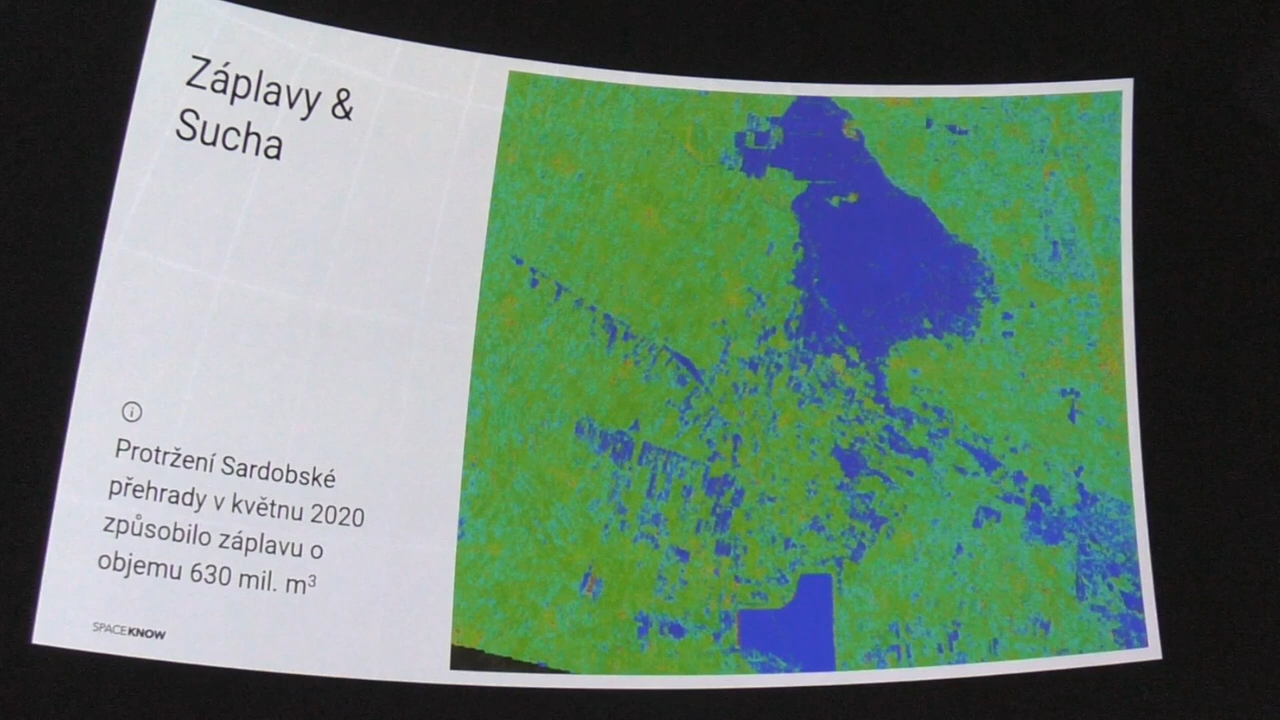 Záplavy &
Sucha
Protržení Sardobské
přehrady v květnu 2020
způsobilo záplavu o
objemu 630 mil. m³
SPACEKNOW